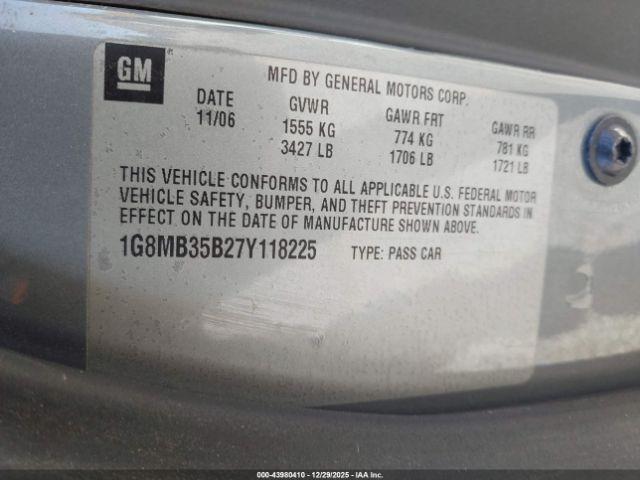 GM
MFD BY GENERAL MOTORS CORP.
DATE GVWR GAWR FRT GAWR RR
11/06 1555 KG 774 KG 781 KG
3427 LB 1706 LB 1721 LB
THIS VEHICLE CONFORMS TO ALL APPLICABLE U.S. FEDERAL MOTOR
VEHICLE SAFETY, BUMPER, AND THEFT PREVENTION STANDARDS IN
EFFECT ON THE DATE OF MANUFACTURE SHOWN ABOVE.
1G8MB35B27Y118225 TYPE: PASS CAR
000-43980410 • 12/29/2025 • IAAI.COM